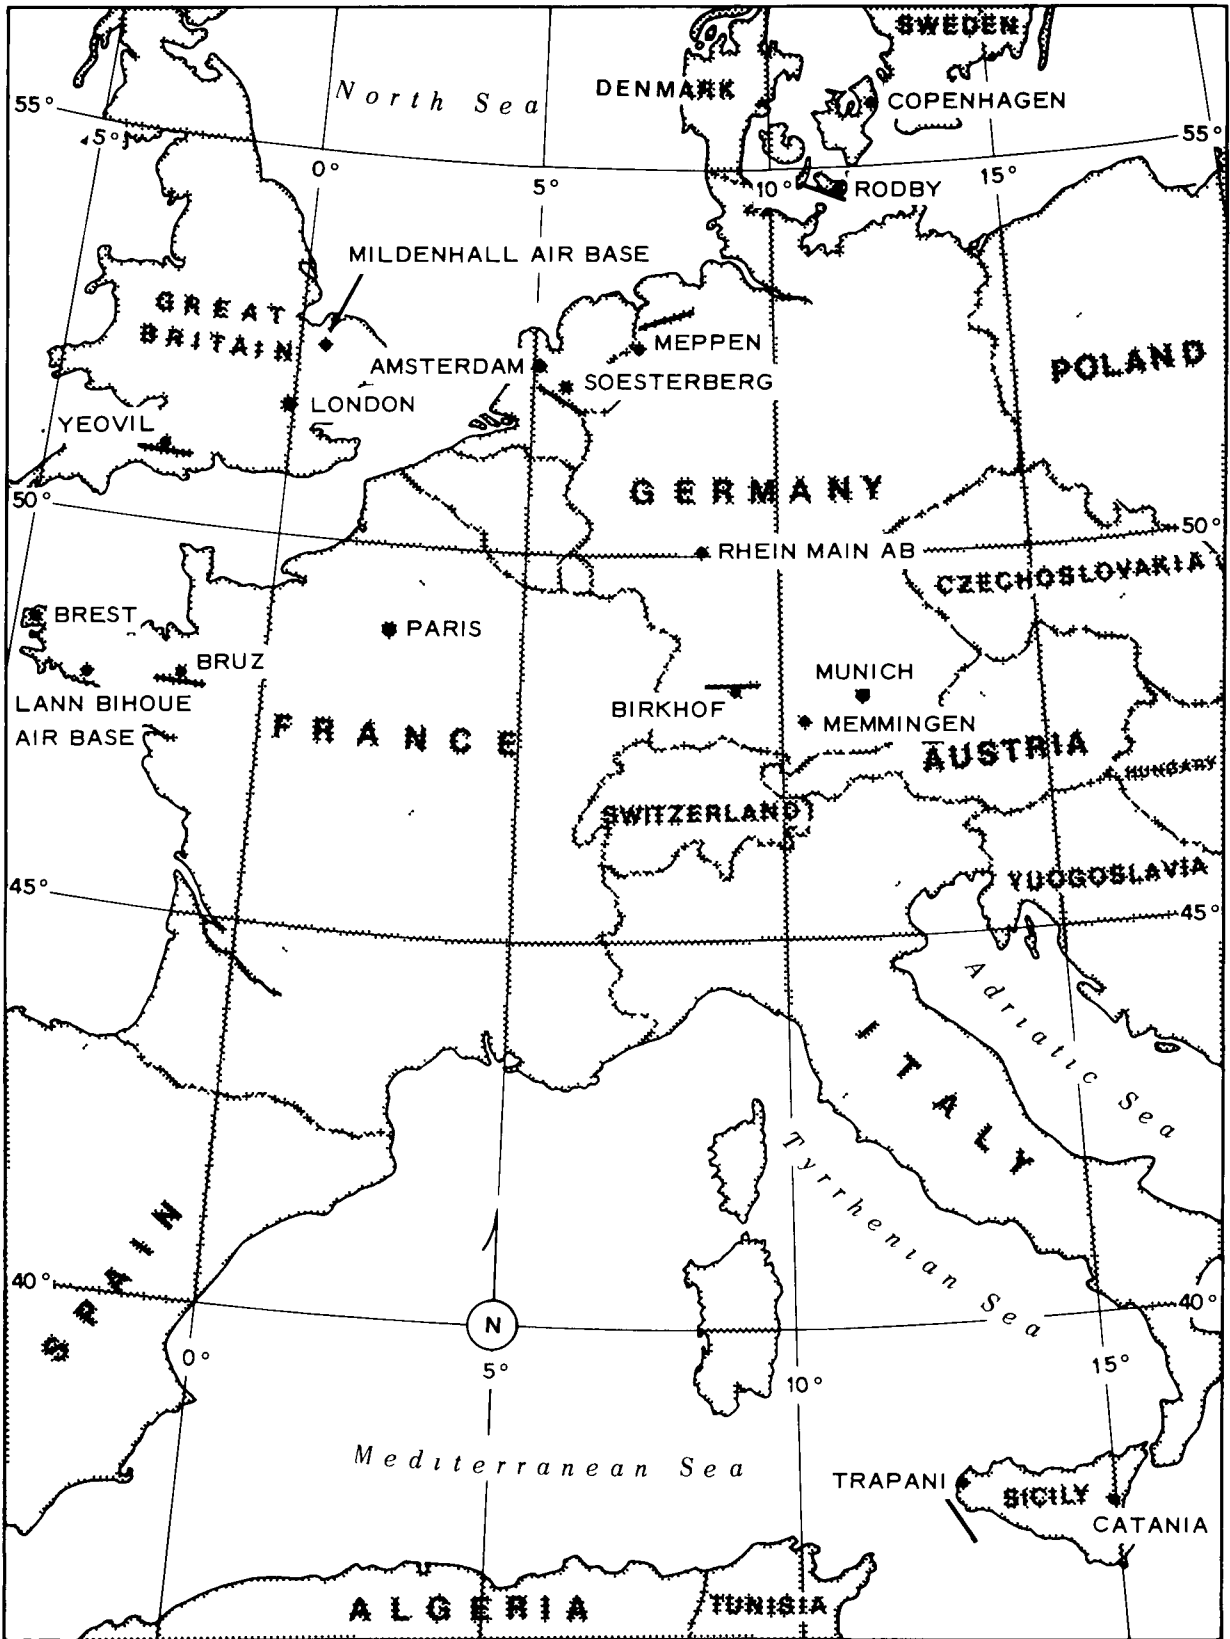 SWEDEN
North Sea
DENMARK
COPENHAGEN
55°
55°
5°
0°
5°
10°
RODBY
15°
MILDENHALL AIR BASE
GREAT
BRITAIN
MEPPEN
AMSTERDAM
SOESTERBERG
POLAND
LONDON
YEOVIL
GERMANY
50°
50°
RHEIN MAIN AB
CZECHOSLOVAKIA
BREST
PARIS
BRUZ
MUNICH
LANN BIHOUE
AIR BASE
BIRKHOF
MEMMINGEN
FRANCE
AUSTRIA
HUNGARY
SWITZERLAND
YUOGOSLAVIA
45°
45°
Adriatic Sea
ITALY
Tyrrhenian Sea
SPAIN
40°
40°
N
0°
5°
10°
15°
Mediterranean Sea
TRAPANI
SICILY
CATANIA
ALGERIA
TUNISIA